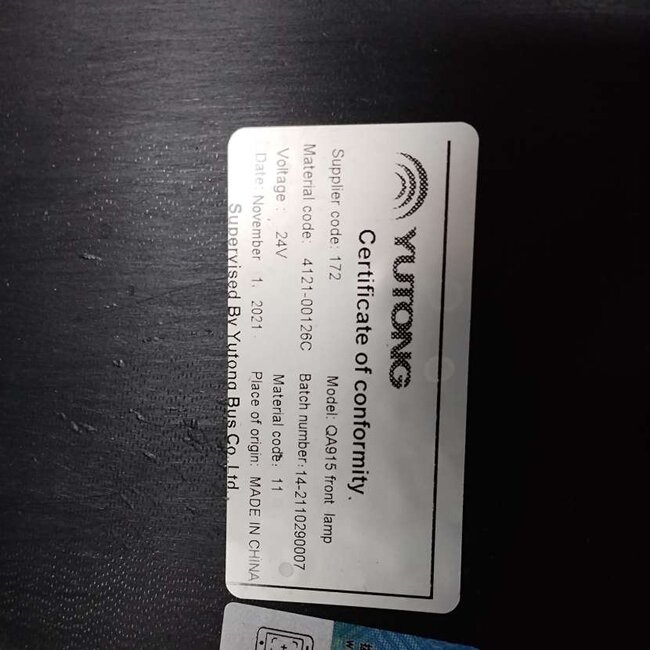 YUTONG
Certificate of conformity.
Supplier code: 172 Model: QA915 front lamp
Material code: 4121-00126C Batch number: 14-2110290007
Voltage: 24V Material code: 11
Date: November 1, 2021. Place of origin: MADE IN CHINA
Supervised By Yutong Bus Co.,Ltd.,